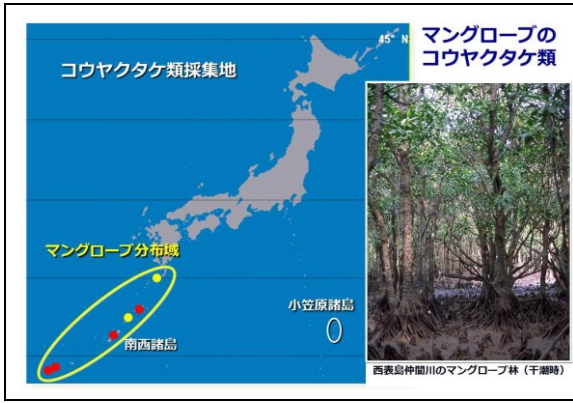 マングローブの
コウヤクタケ類
45° N
コウヤクタケ類採集地
マングローブ分布域
小笠原諸島
南西諸島
西表島仲間川のマングローブ林（干潮時）